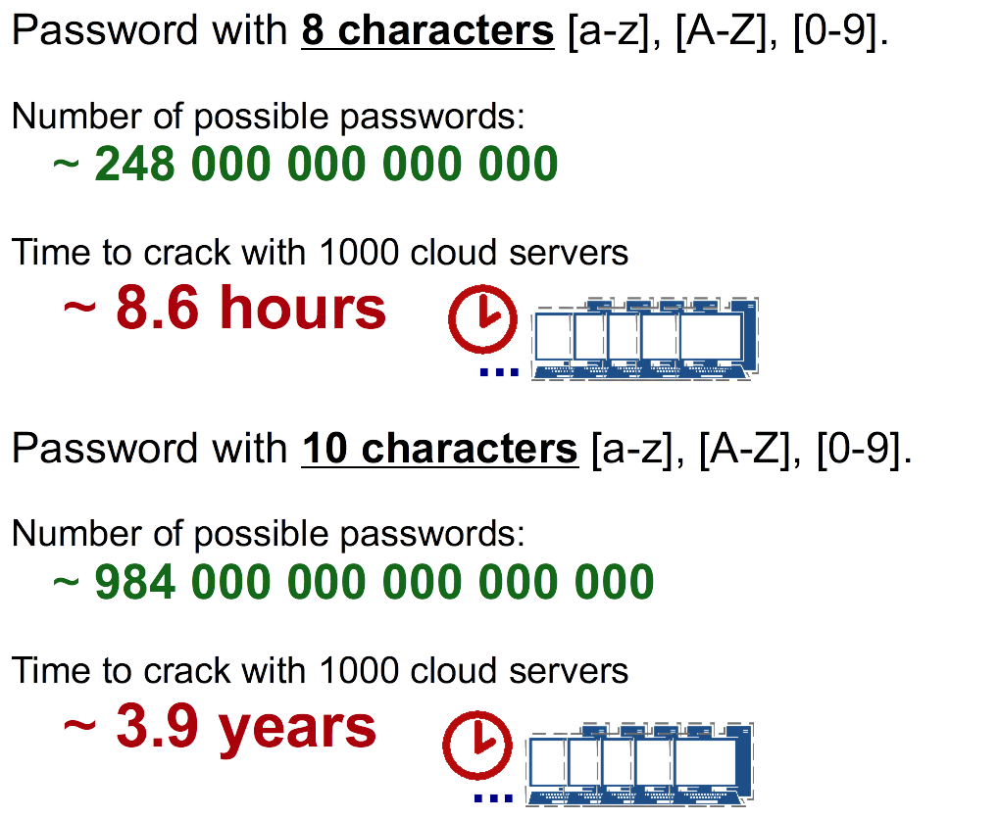 Password with 8 characters [a-z], [A-Z], [0-9].
Number of possible passwords:
~ 248 000 000 000 000
Time to crack with 1000 cloud servers
~ 8.6 hours
...
Password with 10 characters [a-z], [A-Z], [0-9].
Number of possible passwords:
~ 984 000 000 000 000 000
Time to crack with 1000 cloud servers
~ 3.9 years
...